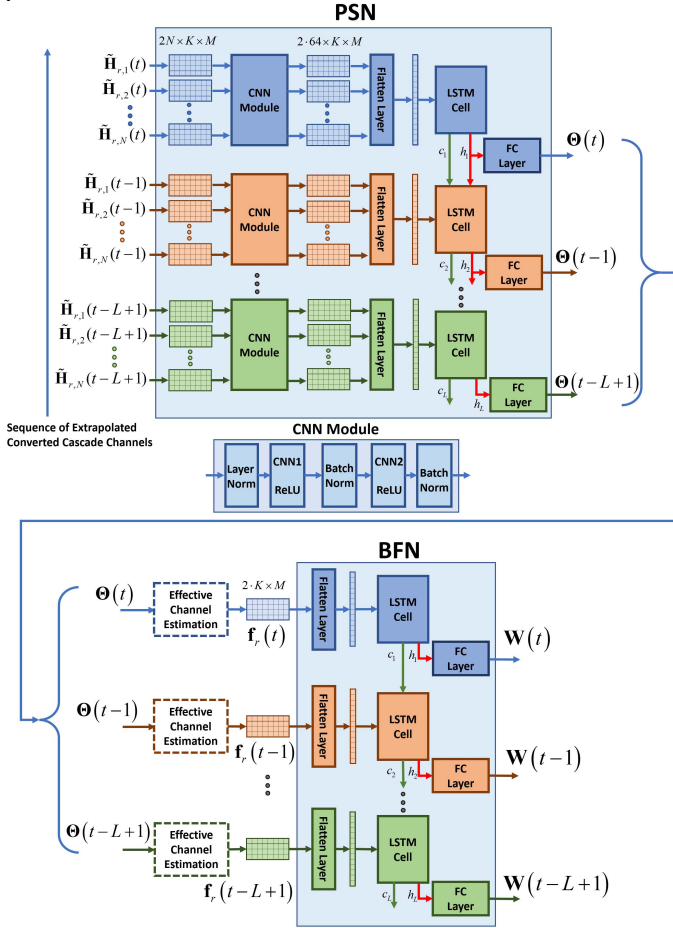 PSN
2N × K × M
2·64 × K × M
H̃r,1(t)
H̃r,2(t)
H̃r,N(t)
CNN
Module
Flatten Layer
LSTM
Cell
c1
h1
FC
Layer
Θ(t)
H̃r,1(t−1)
H̃r,2(t−1)
H̃r,N(t−1)
CNN
Module
Flatten Layer
LSTM
Cell
c2
h2
FC
Layer
Θ(t−1)
H̃r,1(t−L+1)
H̃r,2(t−L+1)
H̃r,N(t−L+1)
CNN
Module
Flatten Layer
LSTM
Cell
cL
hL
FC
Layer
Θ(t−L+1)
Sequence of Extrapolated
Converted Cascade Channels
CNN Module
Layer
Norm
CNN1
ReLU
Batch
Norm
CNN2
ReLU
Batch
Norm
BFN
Θ(t)
Effective
Channel
Estimation
2·K × M
fr(t)
Flatten Layer
LSTM
Cell
c1
h1
FC
Layer
W(t)
Θ(t−1)
Effective
Channel
Estimation
fr(t−1)
Flatten Layer
LSTM
Cell
c2
h2
FC
Layer
W(t−1)
Θ(t−L+1)
Effective
Channel
Estimation
fr(t−L+1)
Flatten Layer
LSTM
Cell
cL
hL
FC
Layer
W(t−L+1)